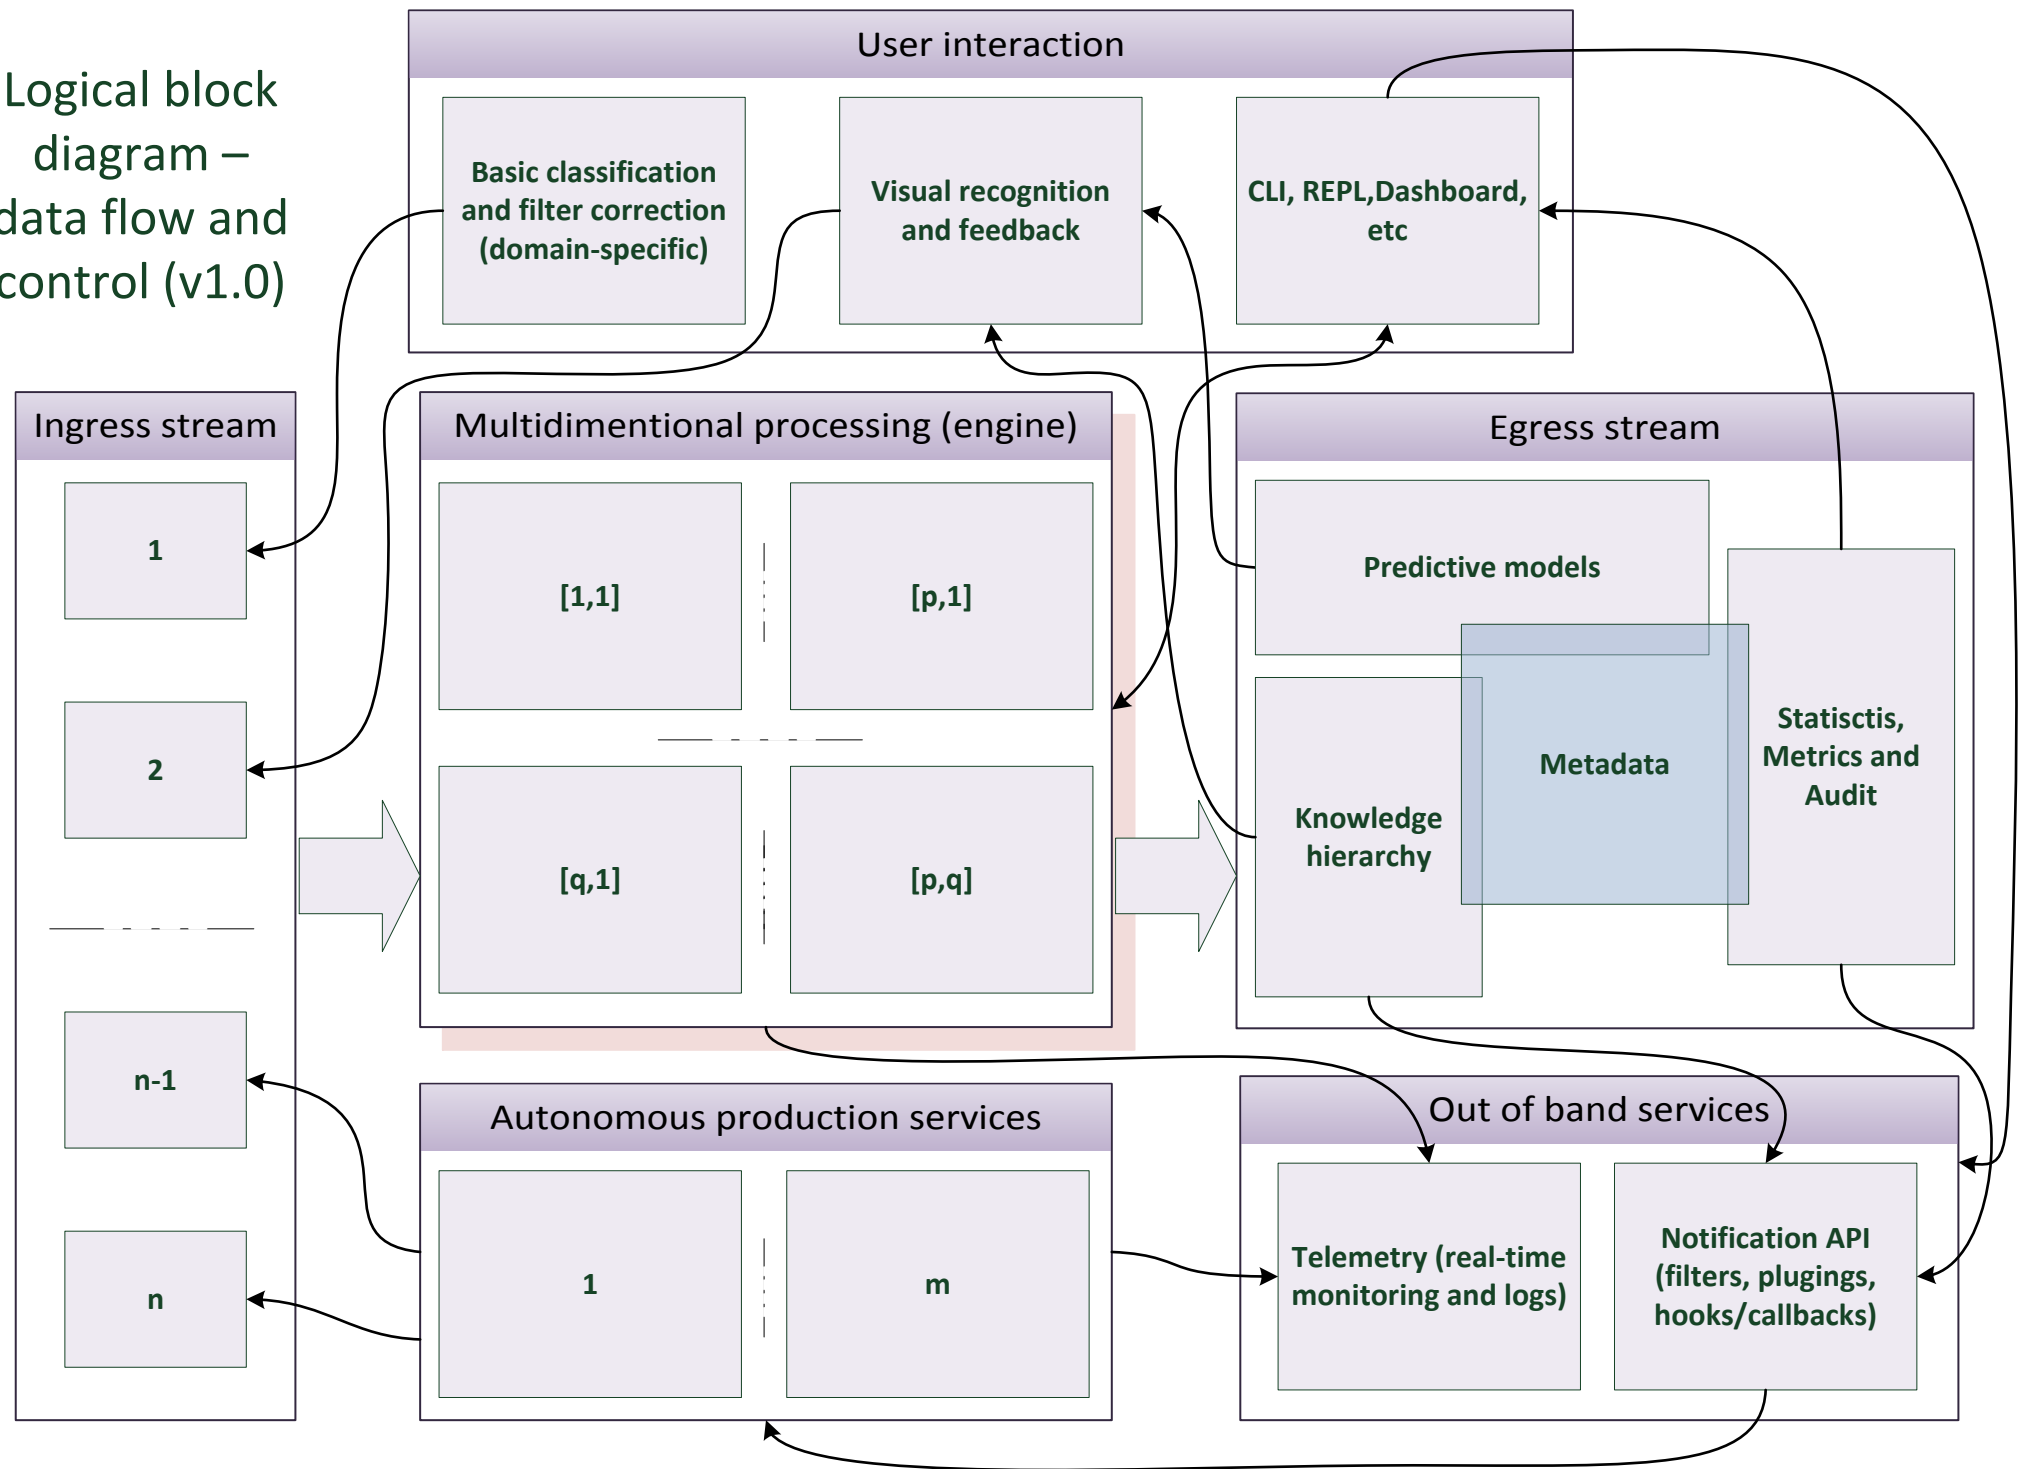 Logical block
diagram –
data flow and
control (v1.0)
User interaction
Basic classification
and filter correction
(domain-specific)
Visual recognition
and feedback
CLI, REPL,Dashboard,
etc
Ingress stream
1
2
n-1
n
Multidimentional processing (engine)
[1,1]
[p,1]
[q,1]
[p,q]
Egress stream
Predictive models
Metadata
Statisctis,
Metrics and
Audit
Knowledge
hierarchy
Autonomous production services
1
m
Out of band services
Telemetry (real-time
monitoring and logs)
Notification API
(filters, plugings,
hooks/callbacks)